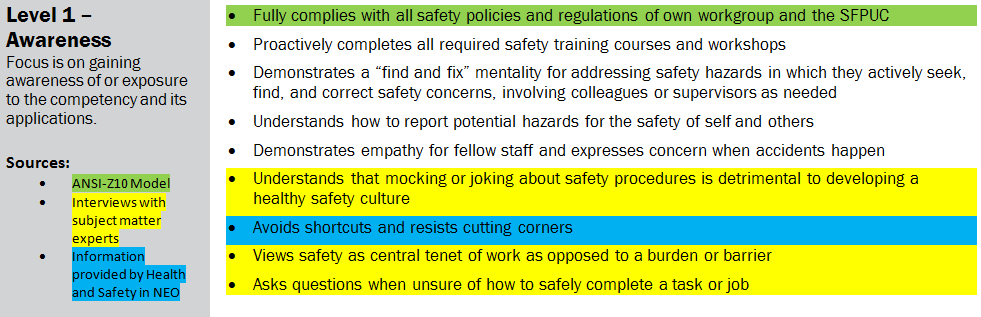 Level 1 –
Awareness
Focus is on gaining
awareness of or exposure
to the competency and its
applications.
Sources:
• ANSI-Z10 Model
• Interviews with
subject matter
experts
• Information
provided by Health
and Safety in NEO
• Fully complies with all safety policies and regulations of own workgroup and the SFPUC
• Proactively completes all required safety training courses and workshops
• Demonstrates a “find and fix” mentality for addressing safety hazards in which they actively seek,
find, and correct safety concerns, involving colleagues or supervisors as needed
• Understands how to report potential hazards for the safety of self and others
• Demonstrates empathy for fellow staff and expresses concern when accidents happen
• Understands that mocking or joking about safety procedures is detrimental to developing a
healthy safety culture
• Avoids shortcuts and resists cutting corners
• Views safety as central tenet of work as opposed to a burden or barrier
• Asks questions when unsure of how to safely complete a task or job